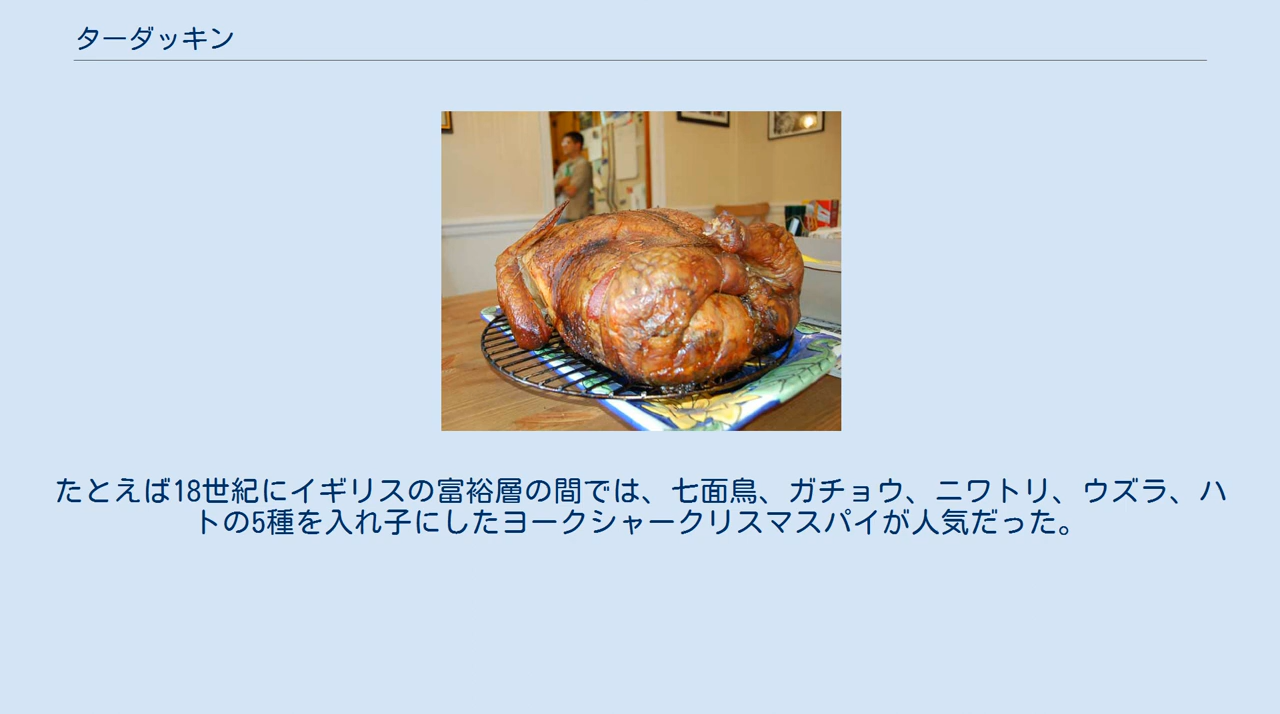 ターダッキン
たとえば18世紀にイギリスの富裕層の間では、七面鳥、ガチョウ、ニワトリ、ウズラ、ハ
トの5種を入れ子にしたヨークシャークリスマスパイが人気だった。